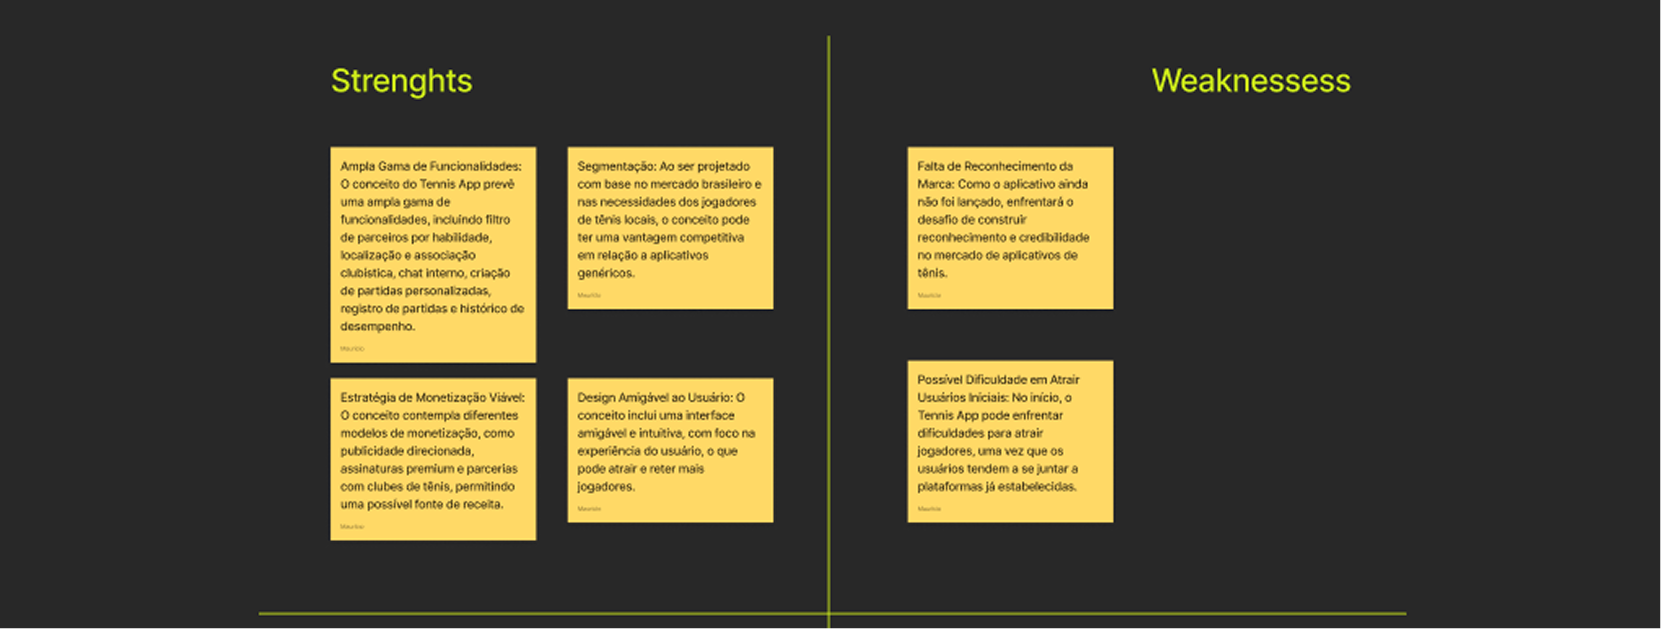 Strenghts
Ampla Gama de Funcionalidades:
O conceito do Tennis App prevê
uma ampla gama de
funcionalidades, incluindo filtro
de parceiros por habilidade,
localização e associação
clubística, chat interno, criação
de partidas personalizadas,
registro de partidas e histórico de
desempenho.
Maurício
Segmentação: Ao ser projetado
com base no mercado brasileiro e
nas necessidades dos jogadores
de tênis locais, o conceito pode
ter uma vantagem competitiva
em relação a aplicativos
genéricos.
Maurício
Estratégia de Monetização Viável:
O conceito contempla diferentes
modelos de monetização, como
publicidade direcionada,
assinaturas premium e parcerias
com clubes de tênis, permitindo
uma possível fonte de receita.
Maurício
Design Amigável ao Usuário: O
conceito inclui uma interface
amigável e intuitiva, com foco na
experiência do usuário, o que
pode atrair e reter mais
jogadores.
Maurício
Weaknessess
Falta de Reconhecimento da
Marca: Como o aplicativo ainda
não foi lançado, enfrentará o
desafio de construir
reconhecimento e credibilidade
no mercado de aplicativos de
tênis.
Maurício
Possível Dificuldade em Atrair
Usuários Iniciais: No início, o
Tennis App pode enfrentar
dificuldades para atrair
jogadores, uma vez que os
usuários tendem a se juntar a
plataformas já estabelecidas.
Maurício